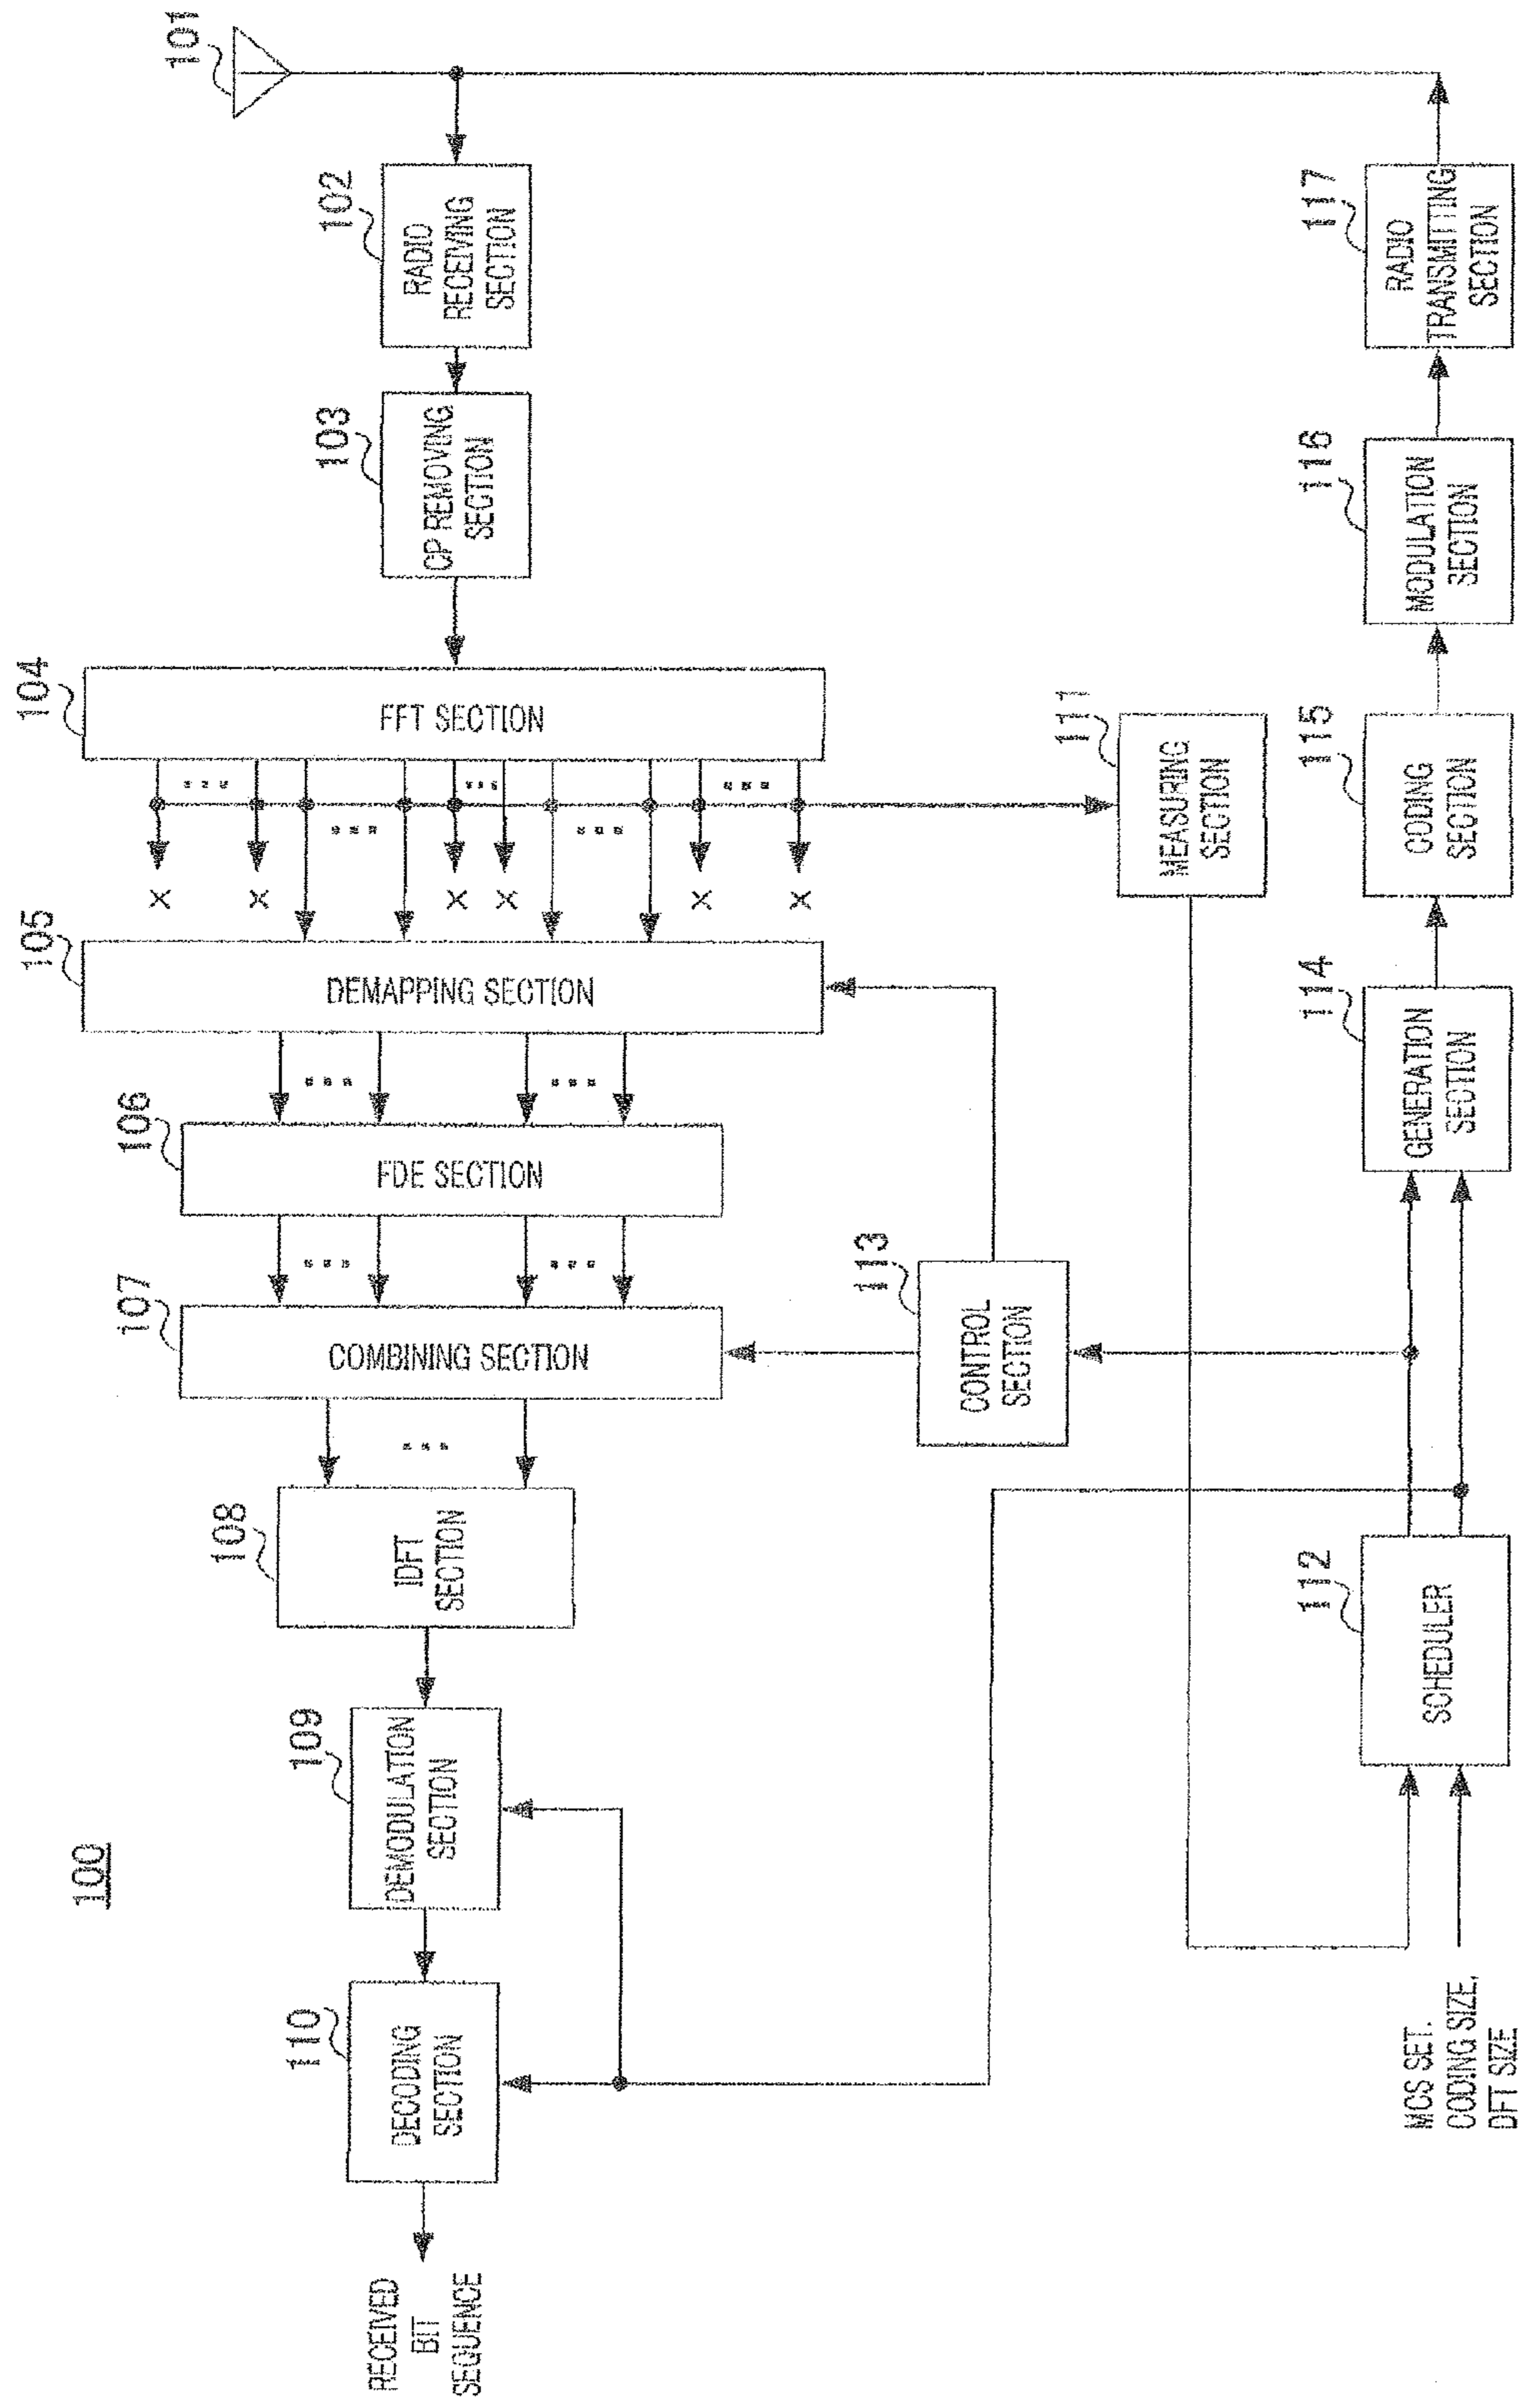 100
101
102
RADIO
RECEIVING
SECTION
103
CP REMOVING
SECTION
104
FFT SECTION
105
DEMAPPING SECTION
106
FDE SECTION
107
COMBINING SECTION
108
IDFT
SECTION
109
DEMODULATION
SECTION
110
DECODING
SECTION
RECEIVED
BIT
SEQUENCE
X
X
X
X
X
X
111
MEASURING
SECTION
113
CONTROL
SECTION
MCS SET.
CODING SIZE,
DFT SIZE
112
SCHEDULER
114
GENERATION
SECTION
115
CODING
SECTION
116
MODULATION
SECTION
117
RADIO
TRANSMITTING
SECTION